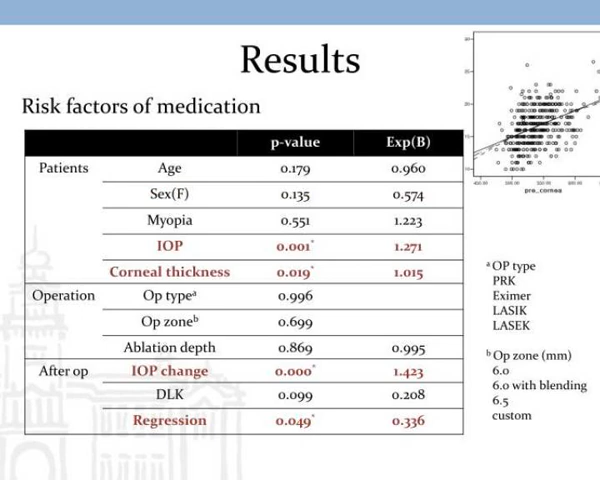 Results
Risk factors of medication
p-value Exp(B)
Patients Age 0.179 0.960
Sex(F) 0.135 0.574
Myopia 0.551 1.223
IOP 0.001* 1.271
Corneal thickness 0.019* 1.015
Operation Op typeᵃ 0.996
Op zoneᵇ 0.699
Ablation depth 0.869 0.995
After op IOP change 0.000* 1.423
DLK 0.099 0.208
Regression 0.049* 0.336
pre_cornea
ᵃ OP type
PRK
Eximer
LASIK
LASEK
ᵇ Op zone (mm)
6.0
6.0 with blending
6.5
custom